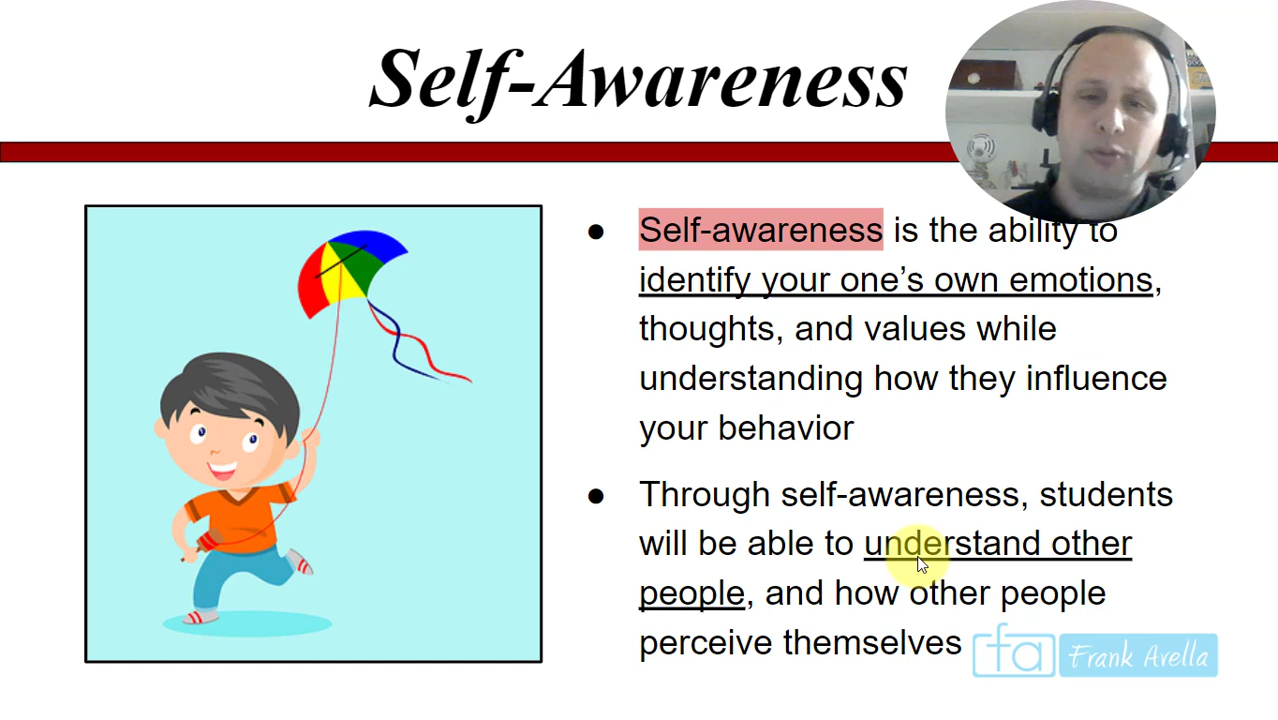 Self-Awareness
● Self-awareness is the ability to
identify your one’s own emotions,
thoughts, and values while
understanding how they influence
your behavior
● Through self-awareness, students
will be able to understand other
people, and how other people
perceive themselves
fa Frank Avella